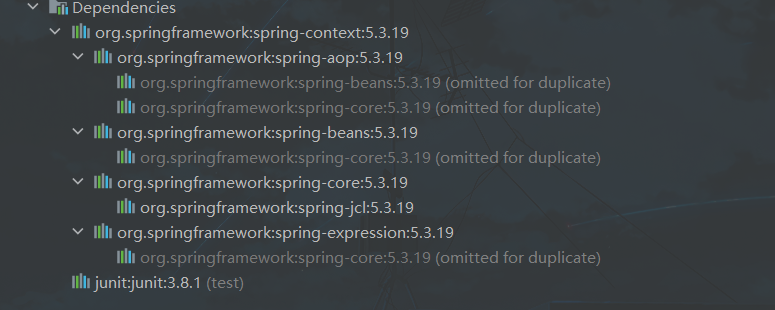 Dependencies
org.springframework:spring-context:5.3.19
org.springframework:spring-aop:5.3.19
org.springframework:spring-beans:5.3.19 (omitted for duplicate)
org.springframework:spring-core:5.3.19 (omitted for duplicate)
org.springframework:spring-beans:5.3.19
org.springframework:spring-core:5.3.19 (omitted for duplicate)
org.springframework:spring-core:5.3.19
org.springframework:spring-jcl:5.3.19
org.springframework:spring-expression:5.3.19
org.springframework:spring-core:5.3.19 (omitted for duplicate)
junit:junit:3.8.1 (test)